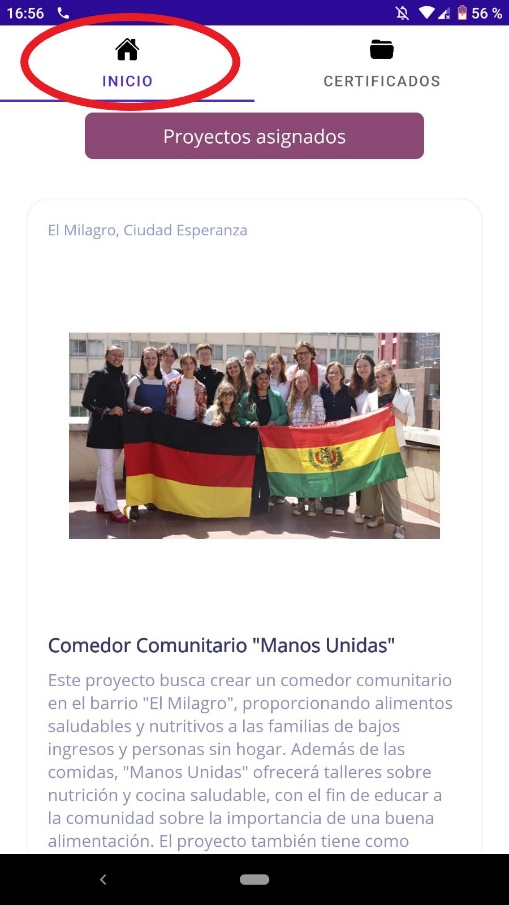 16:56 56 %
INICIO CERTIFICADOS
Proyectos asignados
El Milagro, Ciudad Esperanza
Comedor Comunitario "Manos Unidas"
Este proyecto busca crear un comedor comunitario
en el barrio "El Milagro", proporcionando alimentos
saludables y nutritivos a las familias de bajos
ingresos y personas sin hogar. Además de las
comidas, "Manos Unidas" ofrecerá talleres sobre
nutrición y cocina saludable, con el fin de educar a
la comunidad sobre la importancia de una buena
alimentación. El proyecto también tiene como